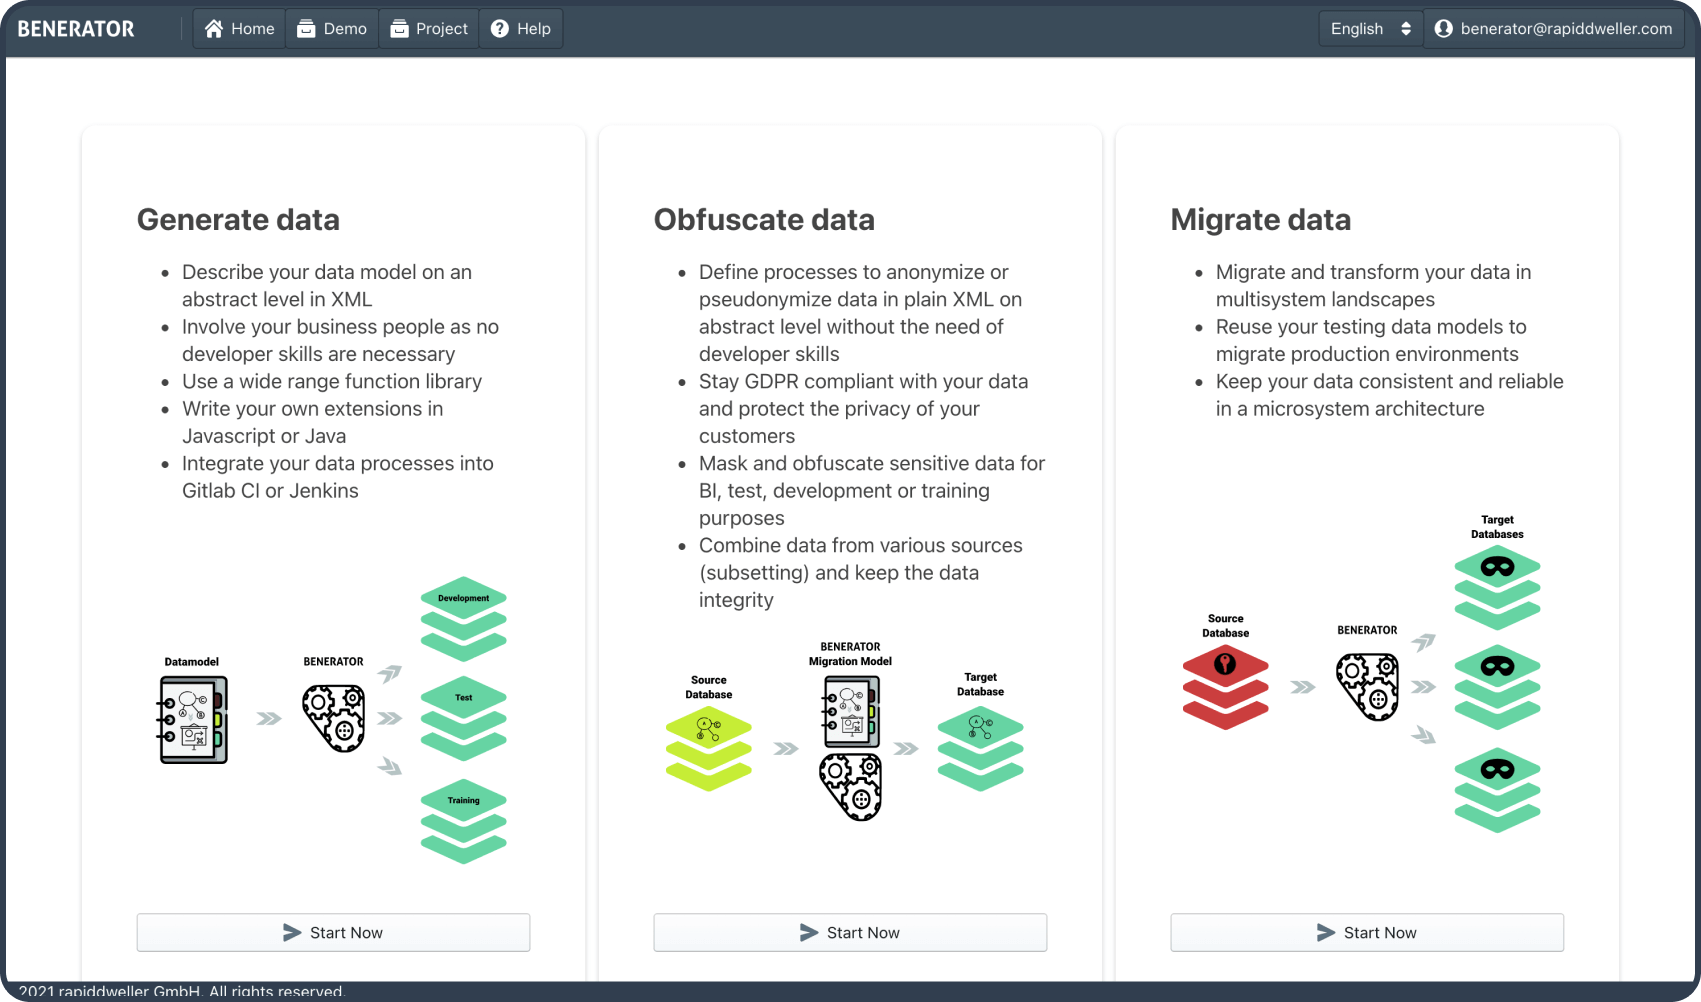 BENERATOR
Home
Demo
Project
Help
English
benerator@rapiddweller.com
Generate data
Describe your data model on an
abstract level in XML
Involve your business people as no
developer skills are necessary
Use a wide range function library
Write your own extensions in
Javascript or Java
Integrate your data processes into
Gitlab CI or Jenkins
Datamodel
BENERATOR
Development
Test
Training
Start Now
Obfuscate data
Define processes to anonymize or
pseudonymize data in plain XML on
abstract level without the need of
developer skills
Stay GDPR compliant with your data
and protect the privacy of your
customers
Mask and obfuscate sensitive data for
BI, test, development or training
purposes
Combine data from various sources
(subsetting) and keep the data
integrity
Source
Database
BENERATOR
Migration Model
Target
Database
Start Now
Migrate data
Migrate and transform your data in
multisystem landscapes
Reuse your testing data models to
migrate production environments
Keep your data consistent and reliable
in a microsystem architecture
Source
Database
BENERATOR
Target
Databases
Start Now
2021 rapiddweller GmbH. All rights reserved.